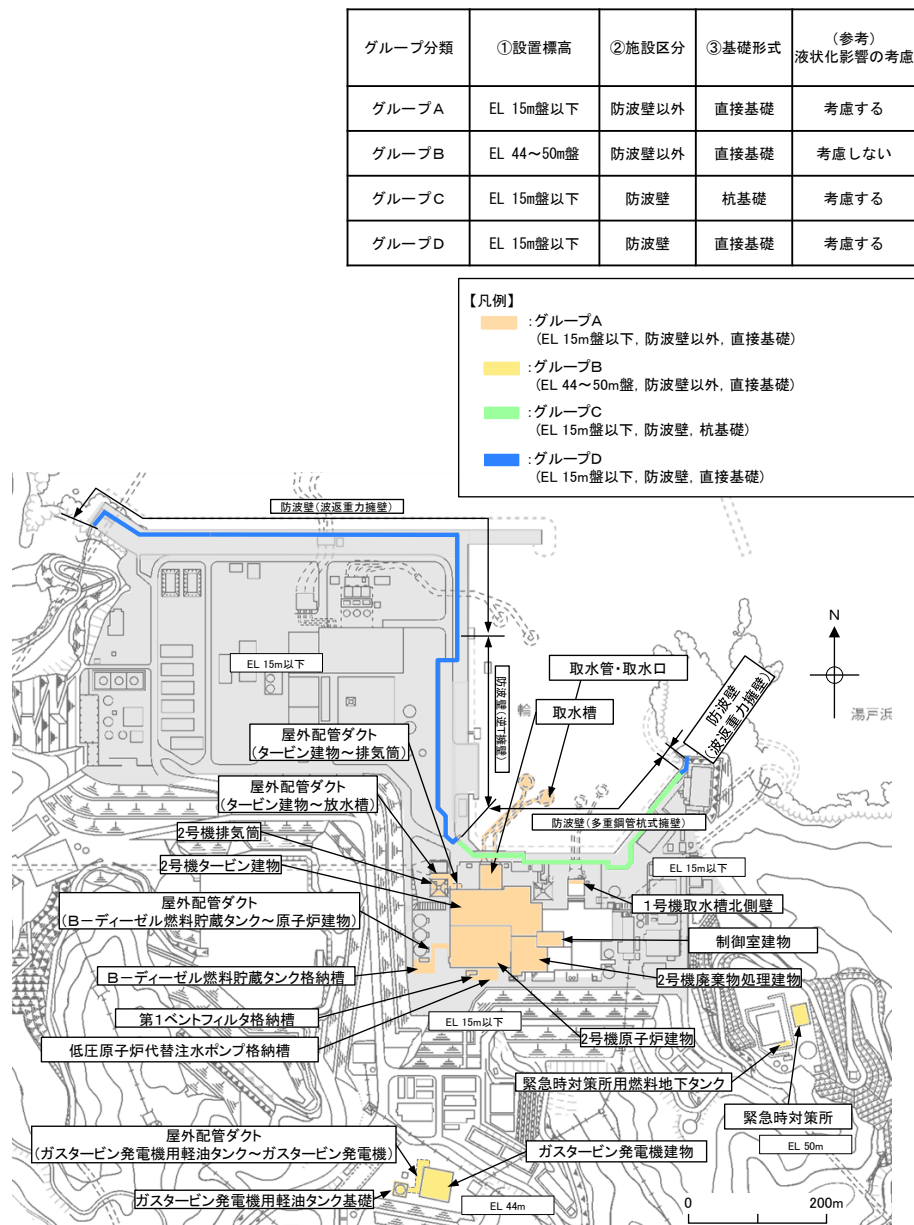 グループ分類 ①設置標高 ②施設区分 ③基礎形式 (参考)
液状化影響の考慮
グループA EL 15m盤以下 防波壁以外 直接基礎 考慮する
グループB EL 44～50m盤 防波壁以外 直接基礎 考慮しない
グループC EL 15m盤以下 防波壁 杭基礎 考慮する
グループD EL 15m盤以下 防波壁 直接基礎 考慮する
【凡例】
:グループA
(EL 15m盤以下, 防波壁以外, 直接基礎)
:グループB
(EL 44～50m盤, 防波壁以外, 直接基礎)
:グループC
(EL 15m盤以下, 防波壁, 杭基礎)
:グループD
(EL 15m盤以下, 防波壁, 直接基礎)
防波壁(波返重力擁壁)
N
EL 15m以下
防波壁(逆T擁壁)
取水管・取水口
輪
取水槽
防波壁
(波返重力擁壁)
湯戸浜
屋外配管ダクト
(タービン建物～排気筒)
屋外配管ダクト
(タービン建物～放水槽)
防波壁(多重鋼管杭式擁壁)
2号機排気筒
2号機タービン建物
EL 15m以下
屋外配管ダクト
(B－ディーゼル燃料貯蔵タンク～原子炉建物)
1号機取水槽北側壁
制御室建物
B－ディーゼル燃料貯蔵タンク格納槽
2号機廃棄物処理建物
第1ベントフィルタ格納槽
EL 15m以下
2号機原子炉建物
低圧原子炉代替注水ポンプ格納槽
緊急時対策所用燃料地下タンク
緊急時対策所
EL 50m
屋外配管ダクト
(ガスタービン発電機用軽油タンク～ガスタービン発電機)
ガスタービン発電機建物
ガスタービン発電機用軽油タンク基礎
EL 44m
0 200m